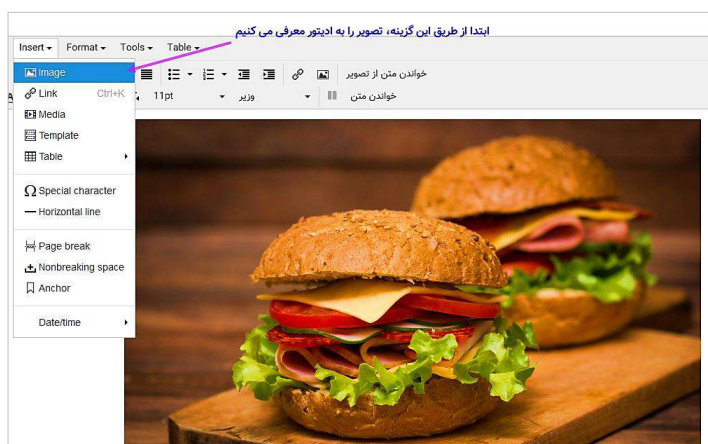 ابتدا از طریق این گزینه، تصویر را به ادیتور معرفی می کنیم
Insert Format Tools Table
Image
خواندن متن از تصویر
Link Ctrl+K
11pt وزیر خواندن متن
Media
Template
Table
Special character
Horizontal line
Page break
Nonbreaking space
Anchor
Date/time